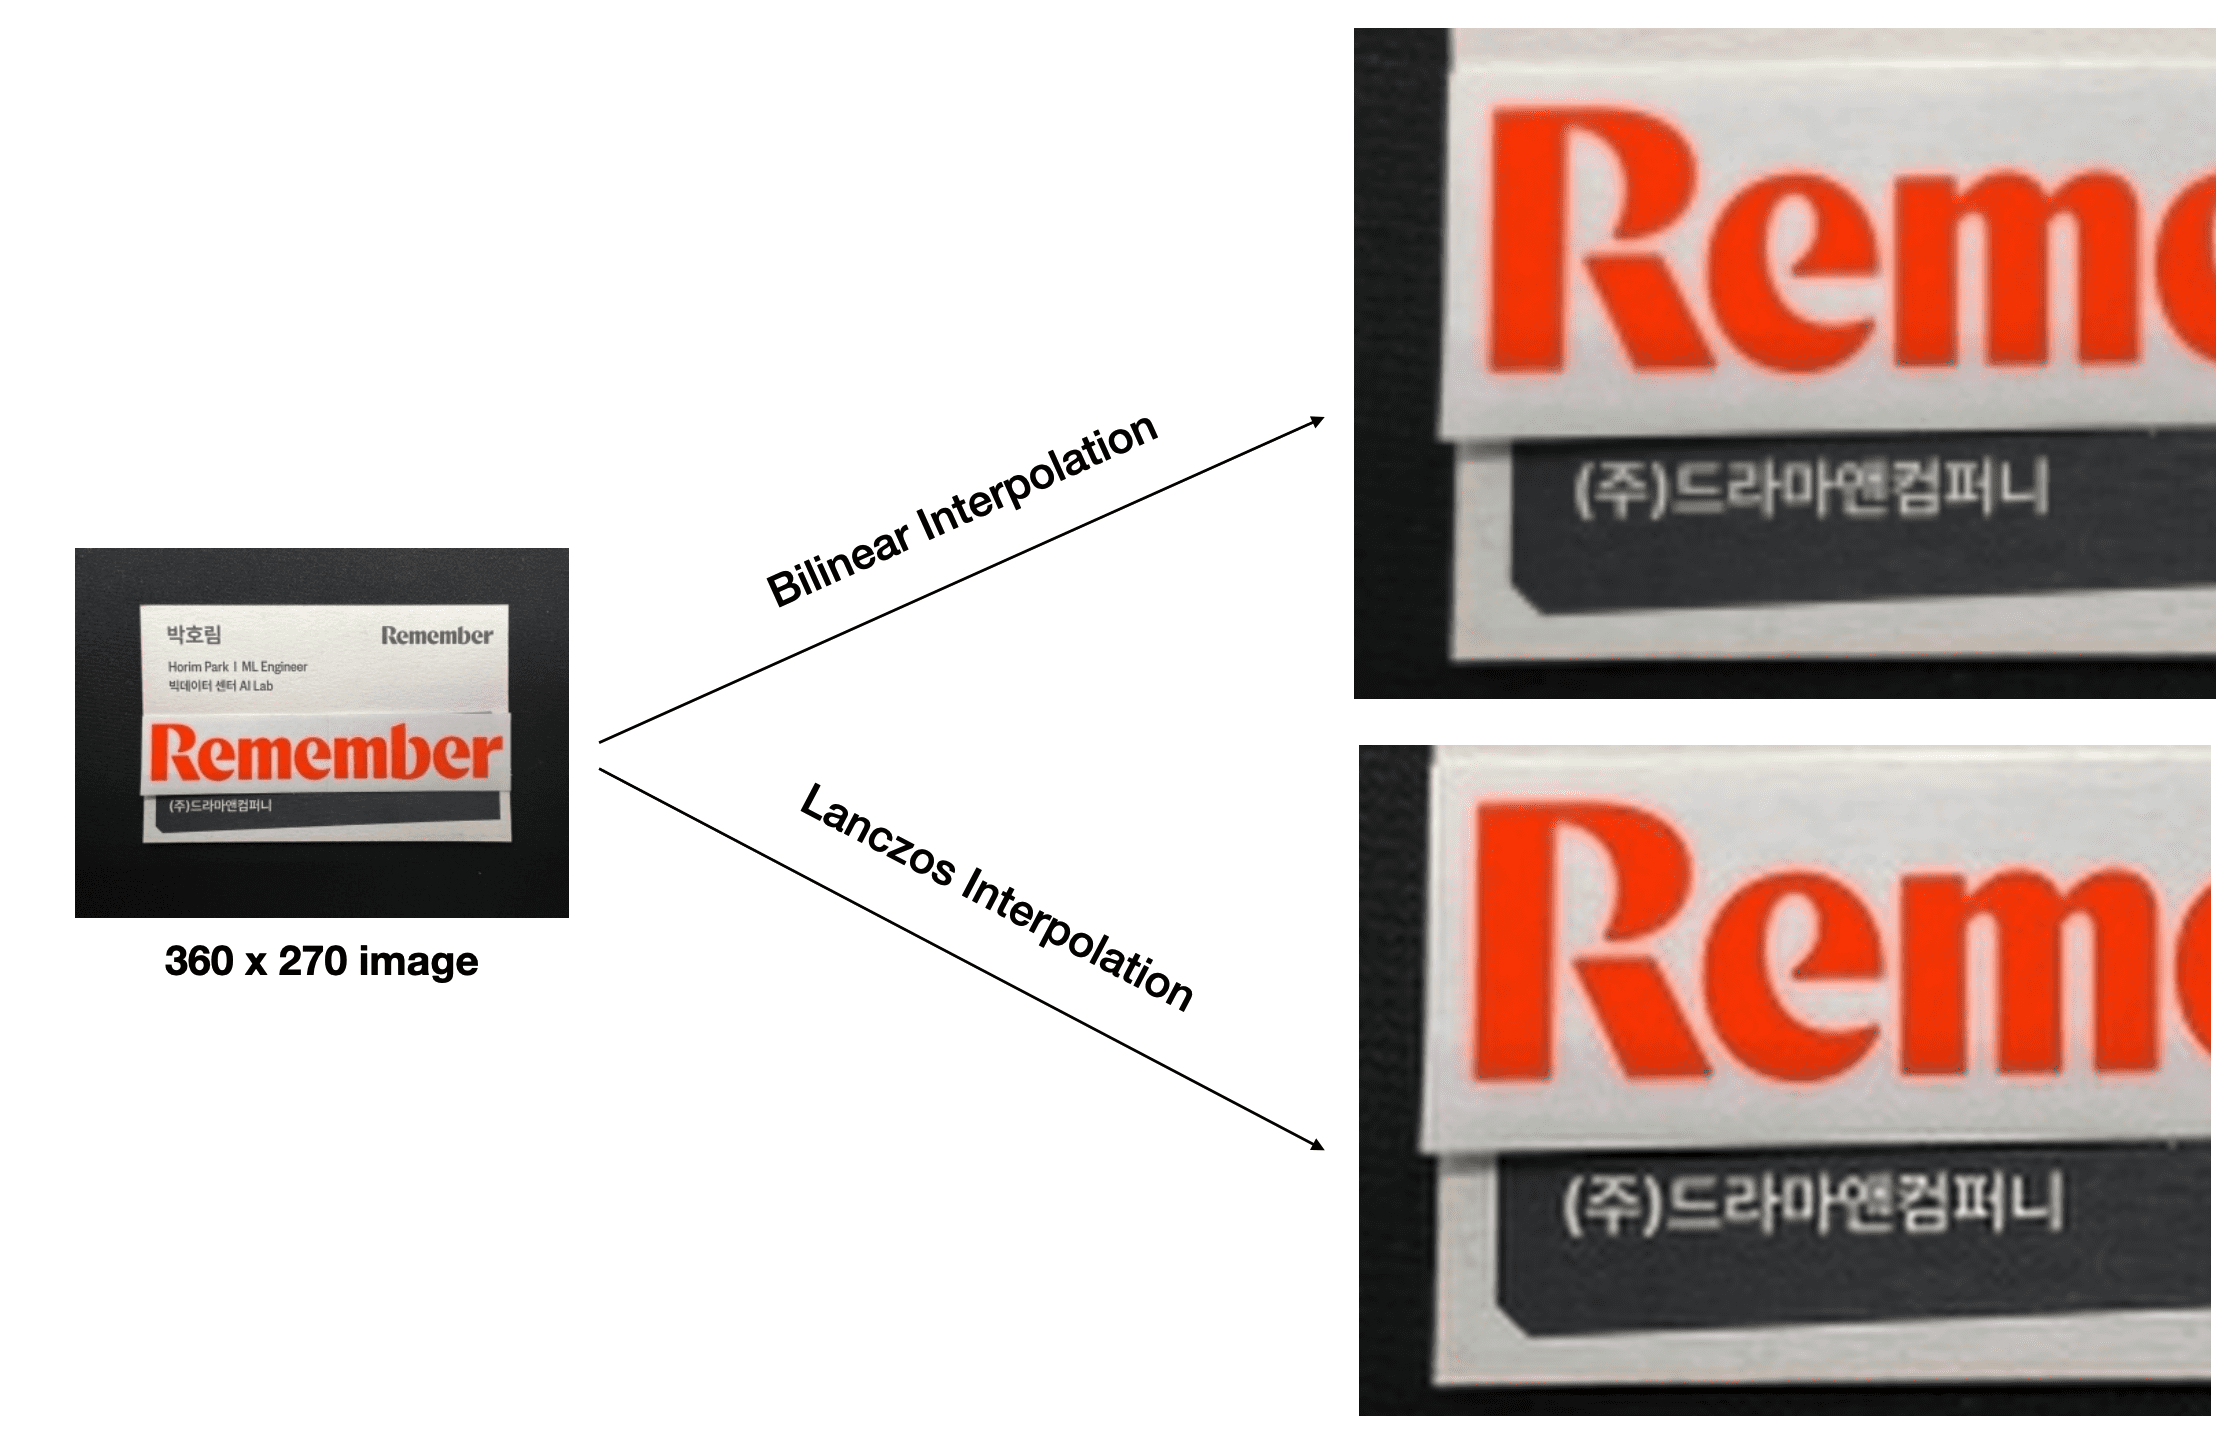 박호림
Remember
Horim Park | ML Engineer
빅데이터 센터 AI Lab
Remember
(주)드라마앤컴퍼니
360 x 270 image
Bilinear Interpolation
Lanczos Interpolation
Reme
(주)드라마앤컴퍼니
Reme
(주)드라마앤컴퍼니